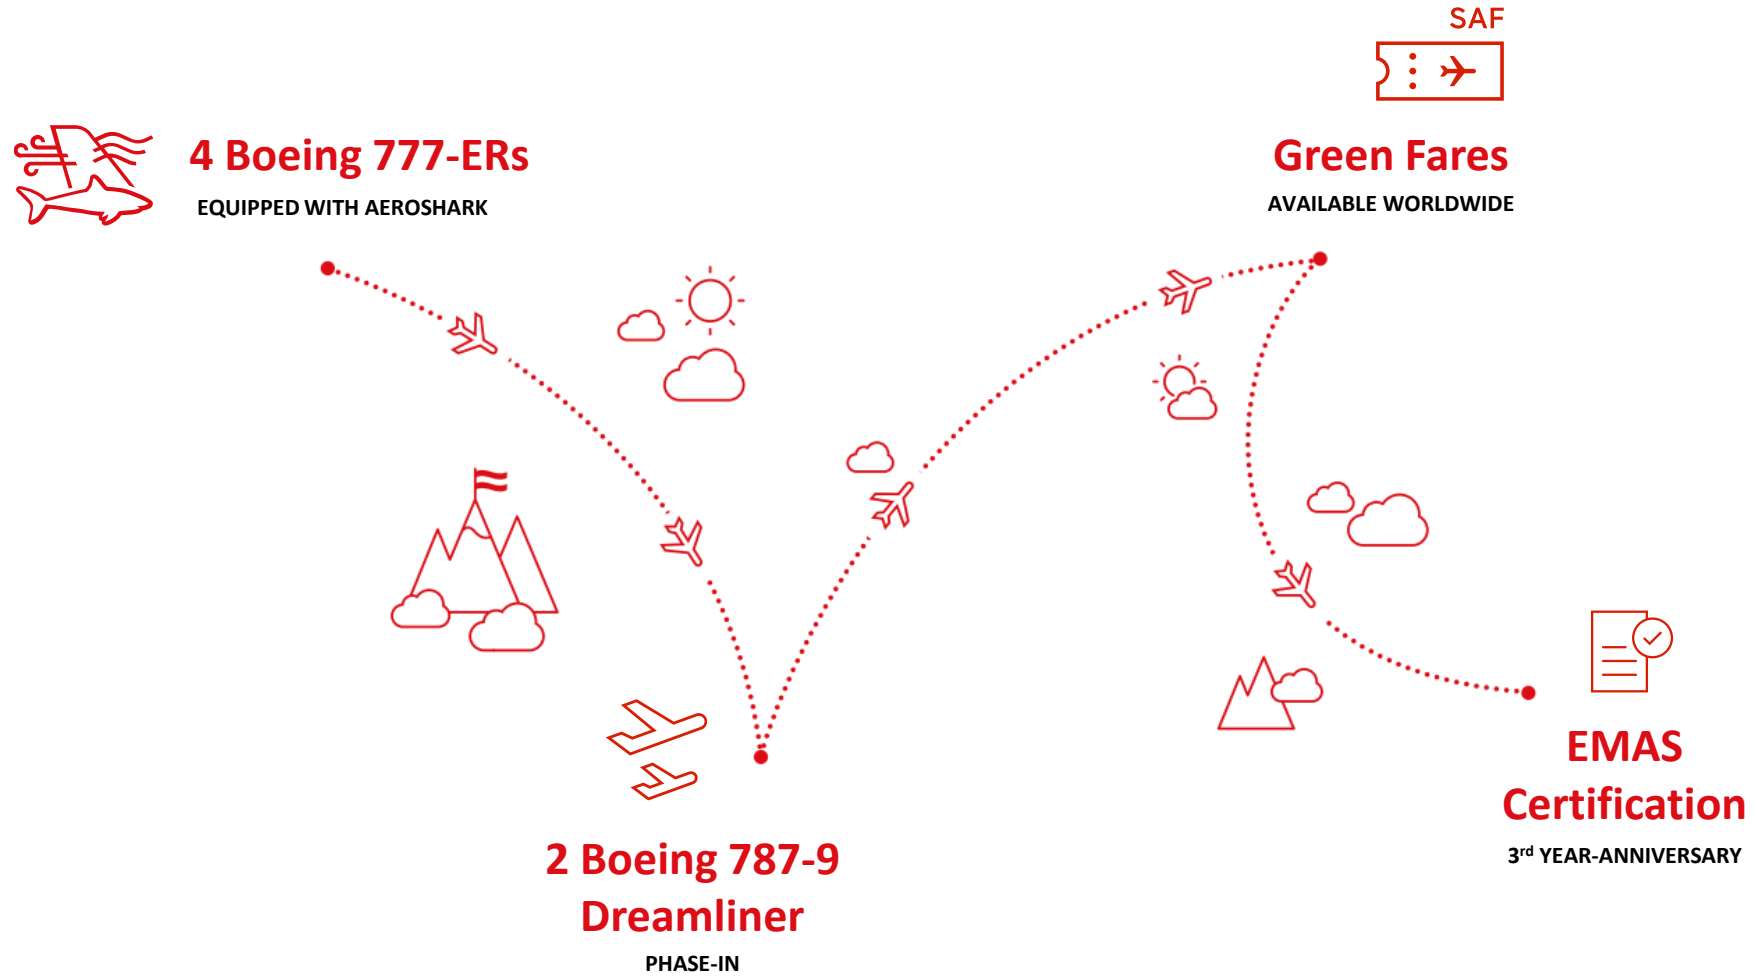 4 Boeing 777-ERs
EQUIPPED WITH AEROSHARK
2 Boeing 787-9
Dreamliner
PHASE-IN
SAF
Green Fares
AVAILABLE WORLDWIDE
EMAS
Certification
3rd YEAR-ANNIVERSARY